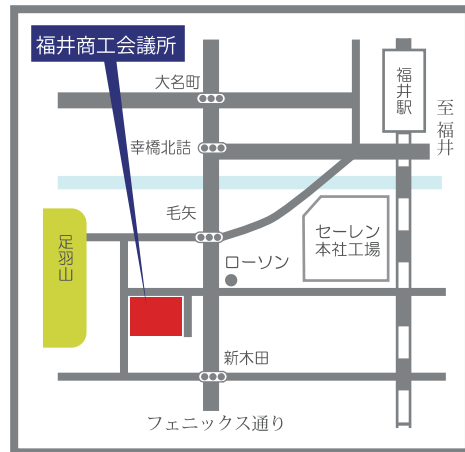 福井商工会議所
大名町
福井駅
至福井
幸橋北詰
毛矢
足羽山
セーレン
本社工場
ローソン
新木田
フェニックス通り